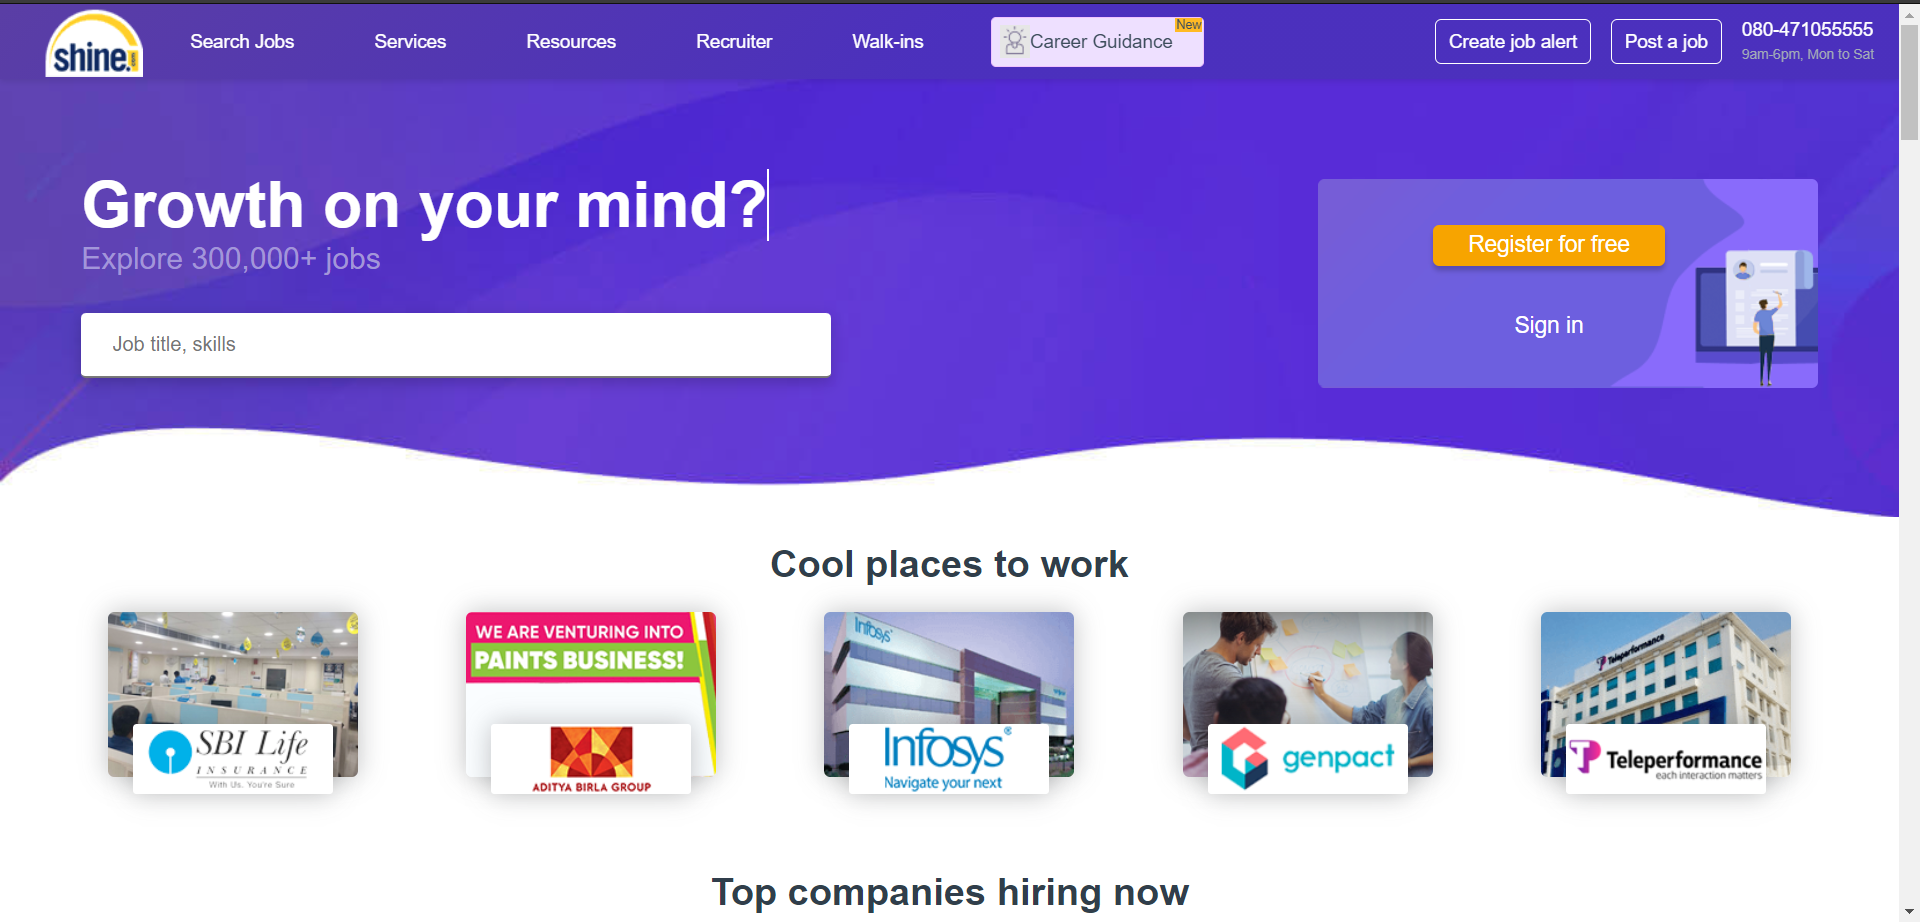 shine.com
Search Jobs
Services
Resources
Recruiter
Walk-ins
Career Guidance
New
Create job alert
Post a job
080-471055555
9am-6pm, Mon to Sat
Growth on your mind?
Explore 300,000+ jobs
Job title, skills
Register for free
Sign in
Cool places to work
SBI Life
INSURANCE
With Us, You're Sure
WE ARE VENTURING INTO
PAINTS BUSINESS!
ADITYA BIRLA GROUP
Infosys
Infosys®
Navigate your next
genpact
Teleperformance
Teleperformance
each interaction matters
Top companies hiring now